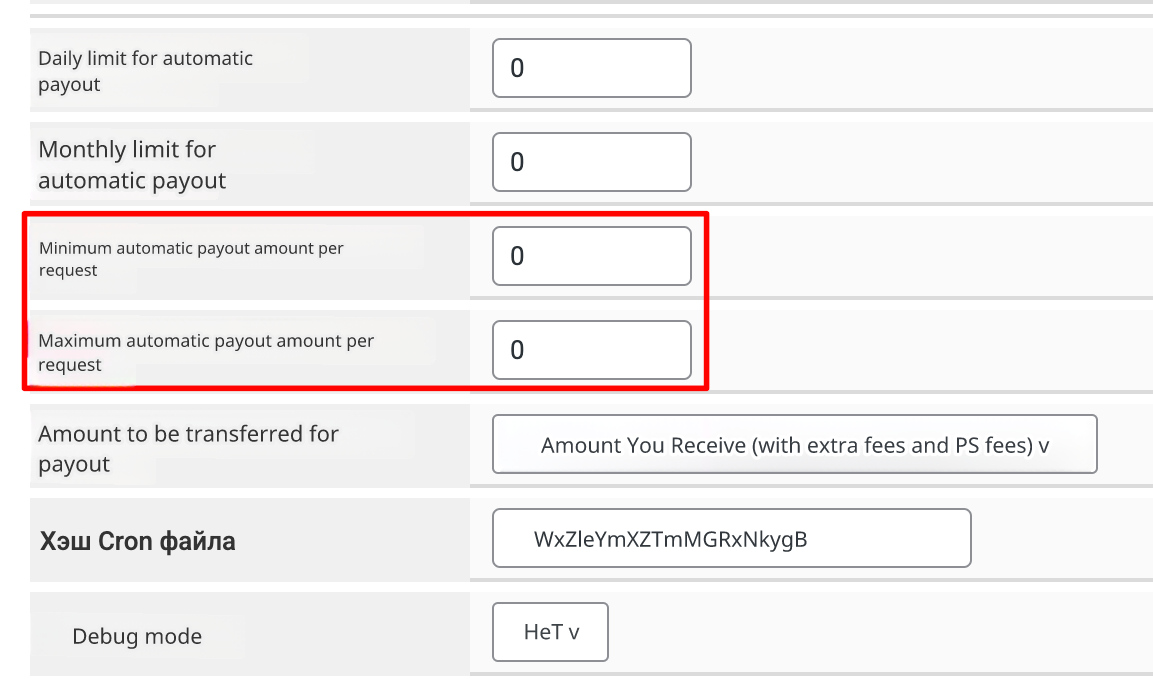 Daily limit for automatic
payout
0
Monthly limit for
automatic payout
0
Minimum automatic payout amount per
request
0
Maximum automatic payout amount per
request
0
Amount to be transferred for
payout
Amount You Receive (with extra fees and PS fees) v
Хэш Cron файла
WxZleYmXZTmMGRxNkygB
Debug mode
НеТ v